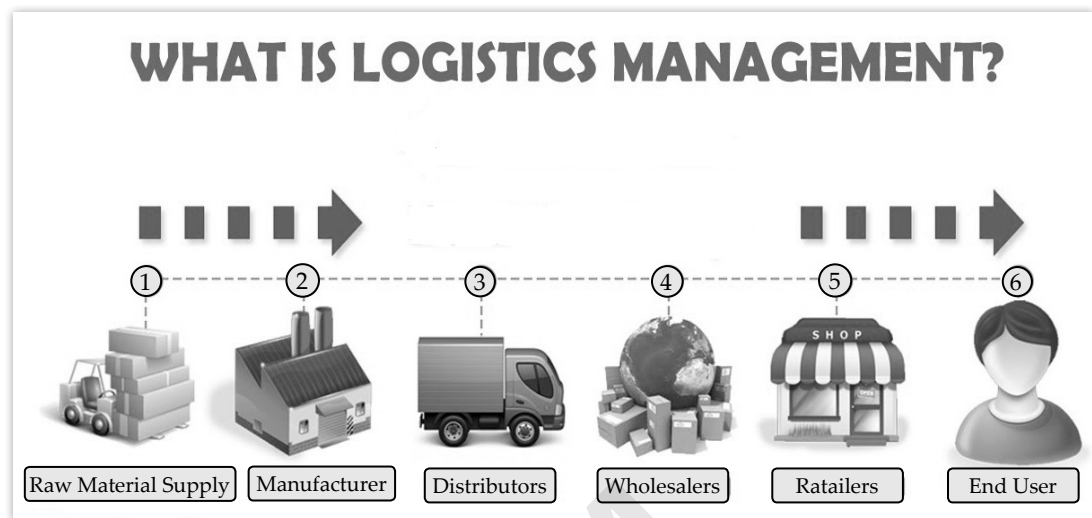 WHAT IS LOGISTICS MANAGEMENT?
1 2 3 4 5 6
SHOP
OPEN
Raw Material Supply Manufacturer Distributors Wholesalers Ratailers End User